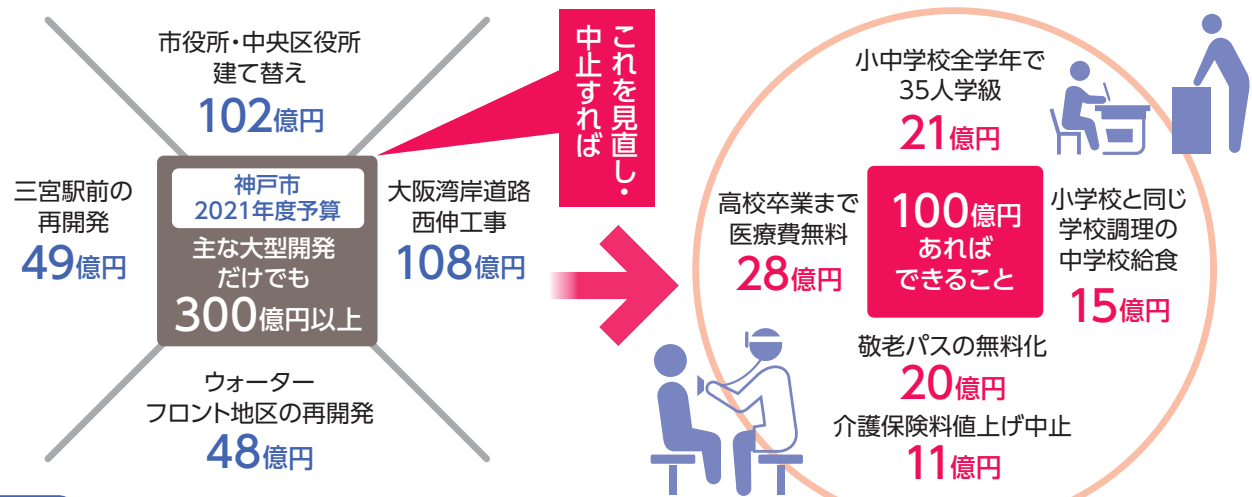 市役所・中央区役所
建て替え
102億円
三宮駅前の
再開発
49億円
神戸市
2021年度予算
主な大型開発
だけでも
300億円以上
大阪湾岸道路
西伸工事
108億円
ウォーター
フロント地区の再開発
48億円
これを見直し・
中止すれば
小中学校全学年で
35人学級
21億円
高校卒業まで
医療費無料
28億円
100億円
あれば
できること
小学校と同じ
学校調理の
中学校給食
15億円
敬老パスの無料化
20億円
介護保険料値上げ中止
11億円